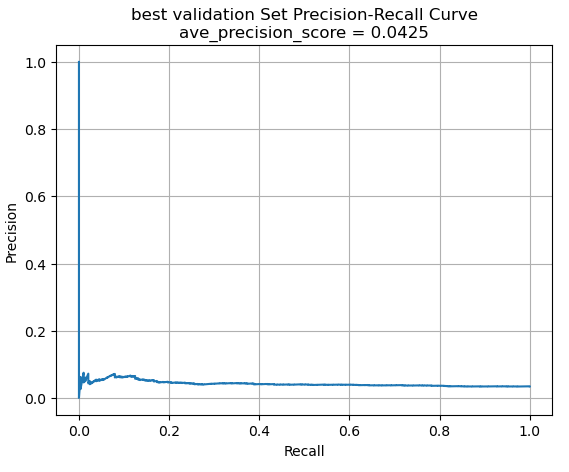 best validation Set Precision-Recall Curve
ave_precision_score = 0.0425
1.0
0.8
0.6
0.4
0.2
0.0
Precision
0.0 0.2 0.4 0.6 0.8 1.0
Recall